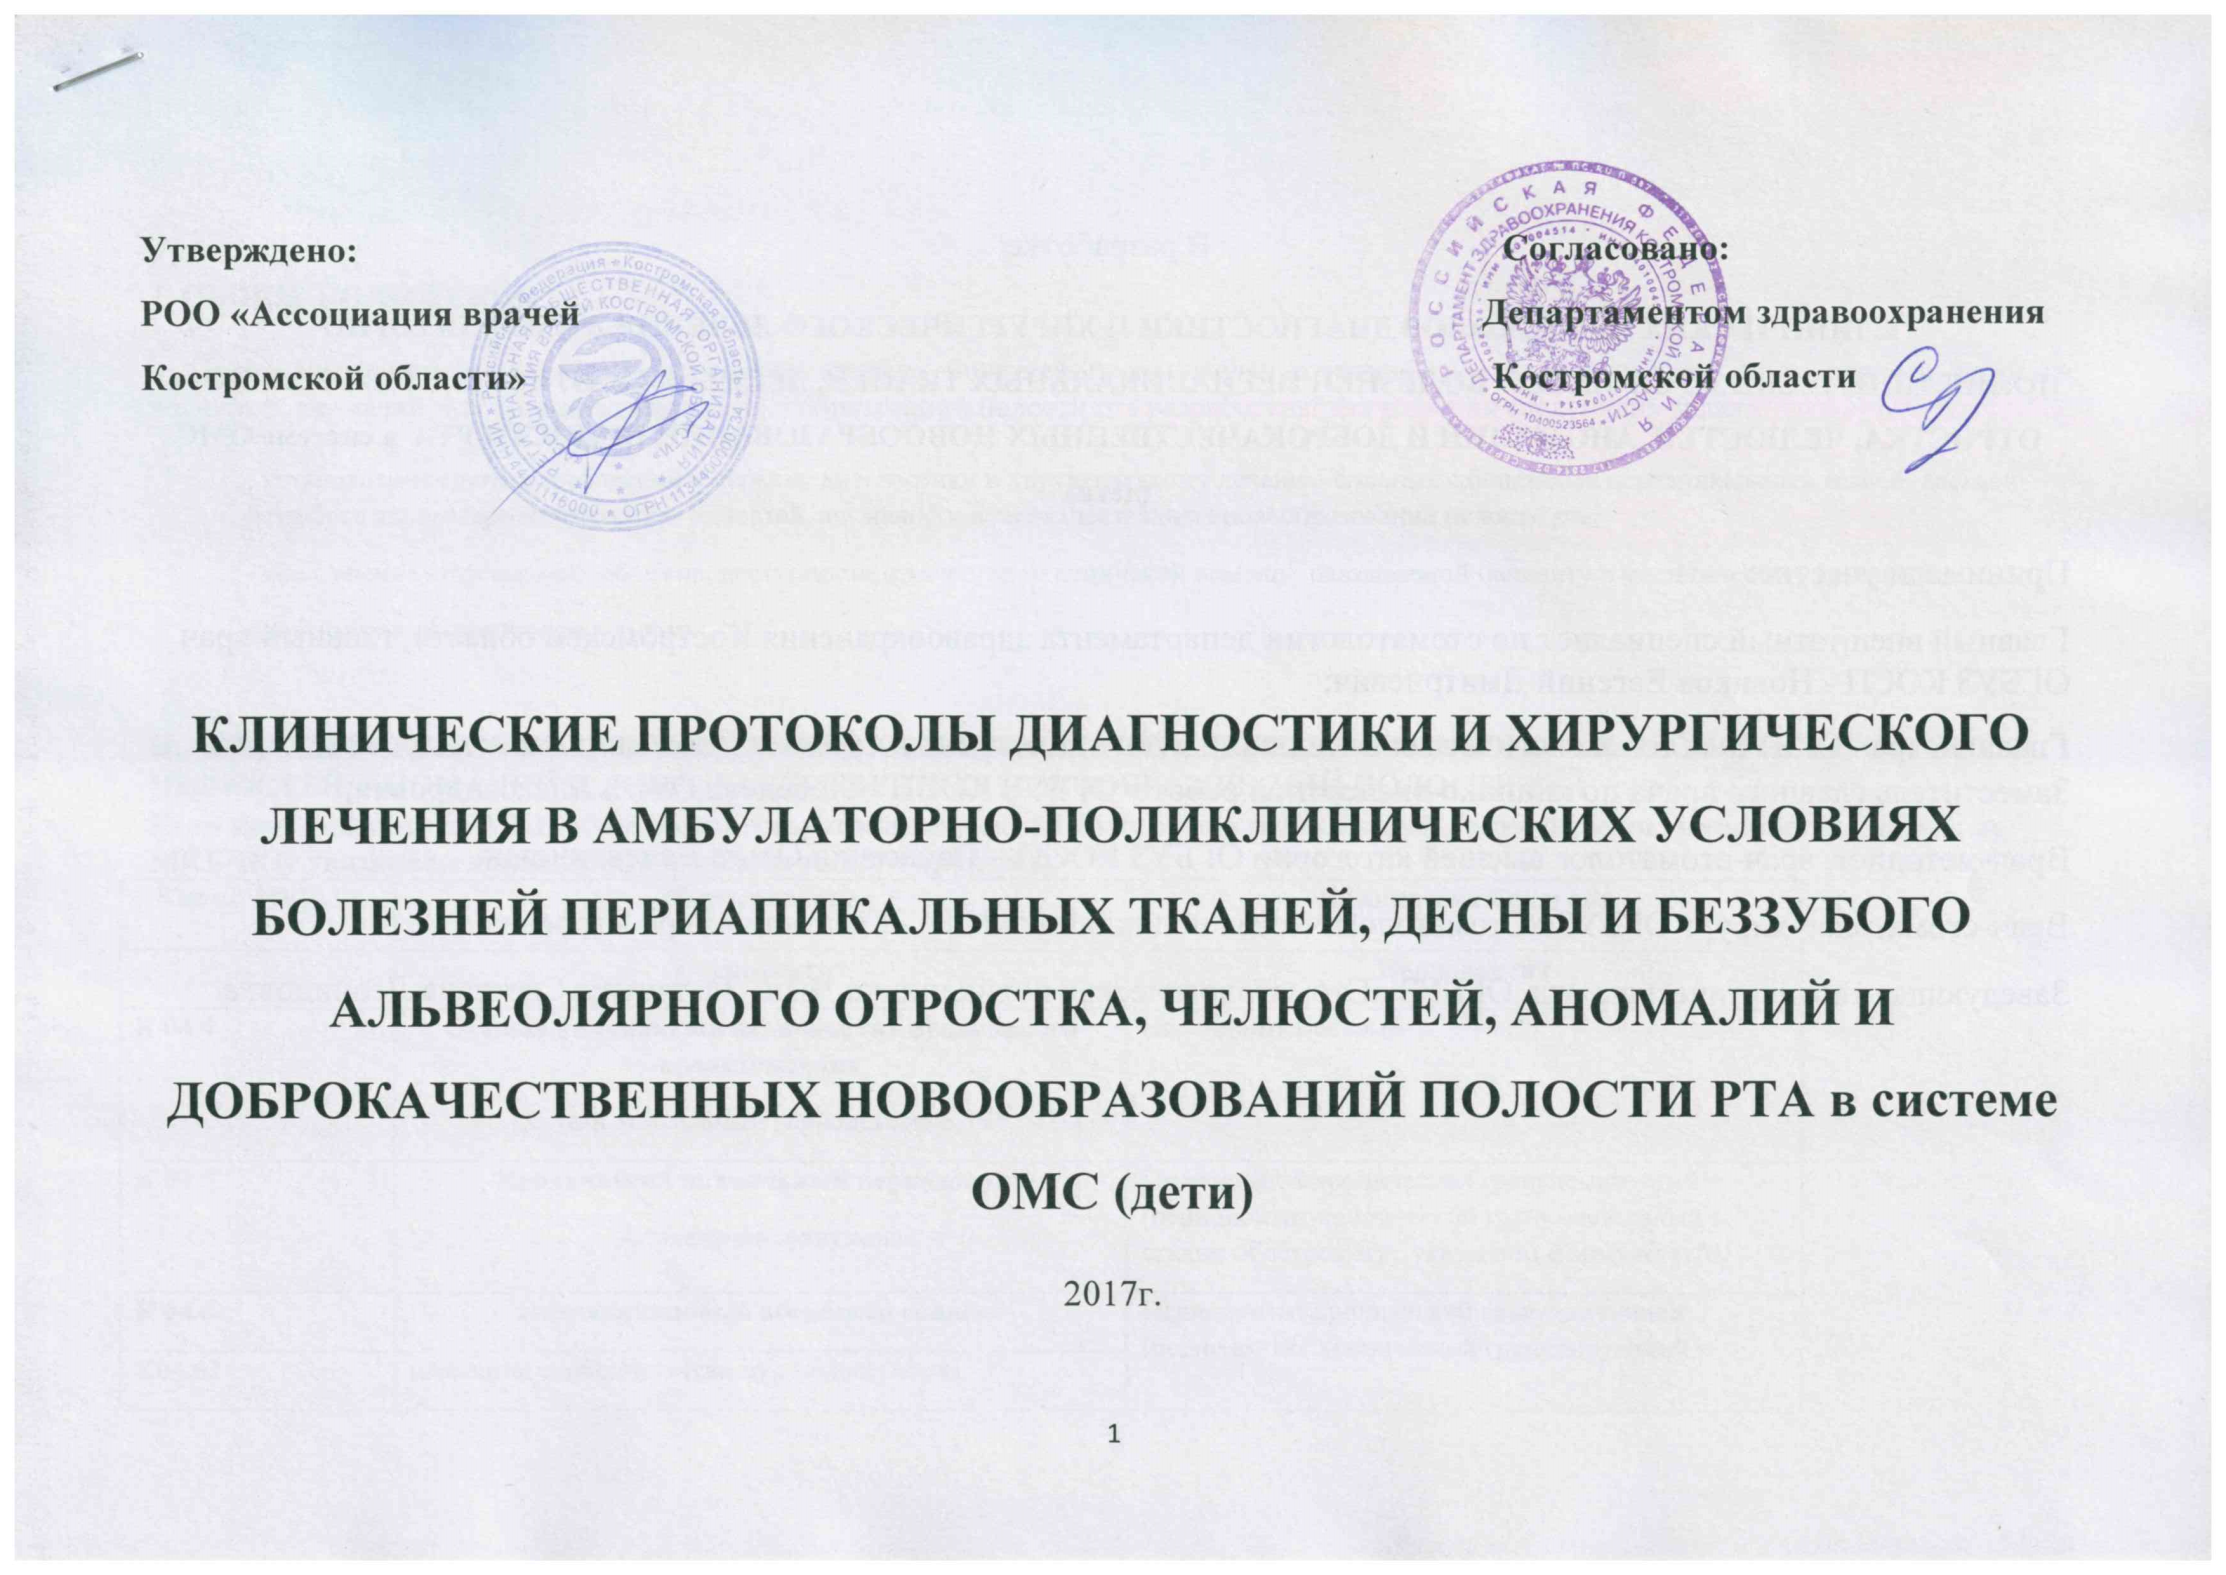 Утверждено:
РОО «Ассоциация врачей
Костромской области»
Согласовано:
Департаментом здравоохранения
Костромской области
КЛИНИЧЕСКИЕ ПРОТОКОЛЫ ДИАГНОСТИКИ И ХИРУРГИЧЕСКОГО
ЛЕЧЕНИЯ В АМБУЛАТОРНО-ПОЛИКЛИНИЧЕСКИХ УСЛОВИЯХ
БОЛЕЗНЕЙ ПЕРИАПИКАЛЬНЫХ ТКАНЕЙ, ДЕСНЫ И БЕЗЗУБОГО
АЛЬВЕОЛЯРНОГО ОТРОСТКА, ЧЕЛЮСТЕЙ, АНОМАЛИЙ И
ДОБРОКАЧЕСТВЕННЫХ НОВООБРАЗОВАНИЙ ПОЛОСТИ РТА в системе
ОМС (дети)
2017г.
1